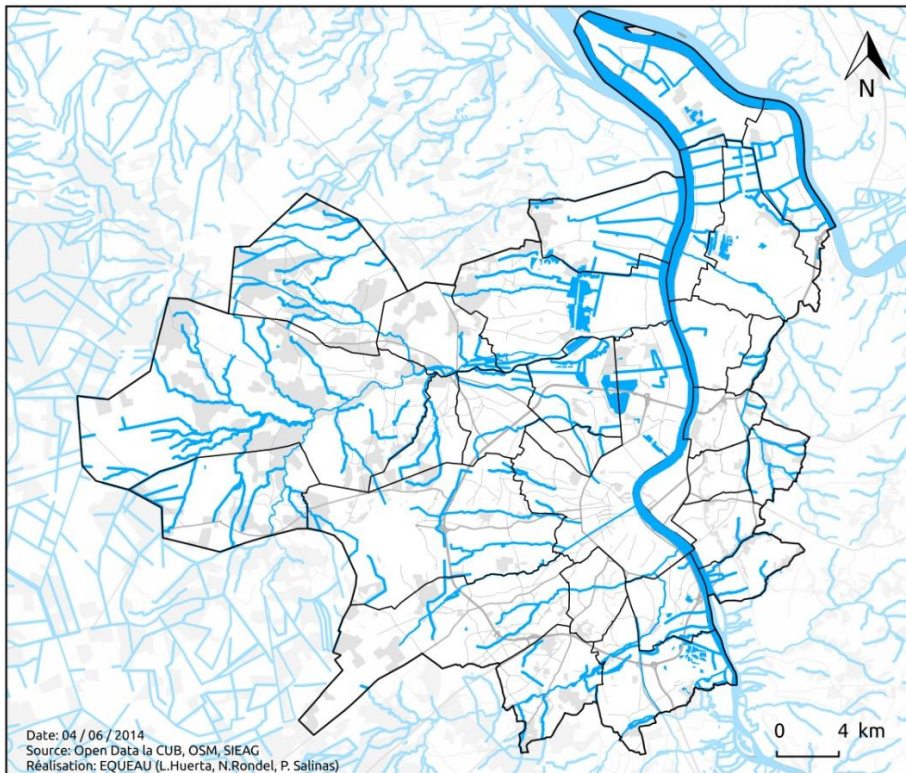 N
0 4 km
Date: 04 / 06 / 2014
Source: Open Data la CUB, OSM, SIEAG
Réalisation: EQUEAU (L.Huerta, N.Rondel, P. Salinas)